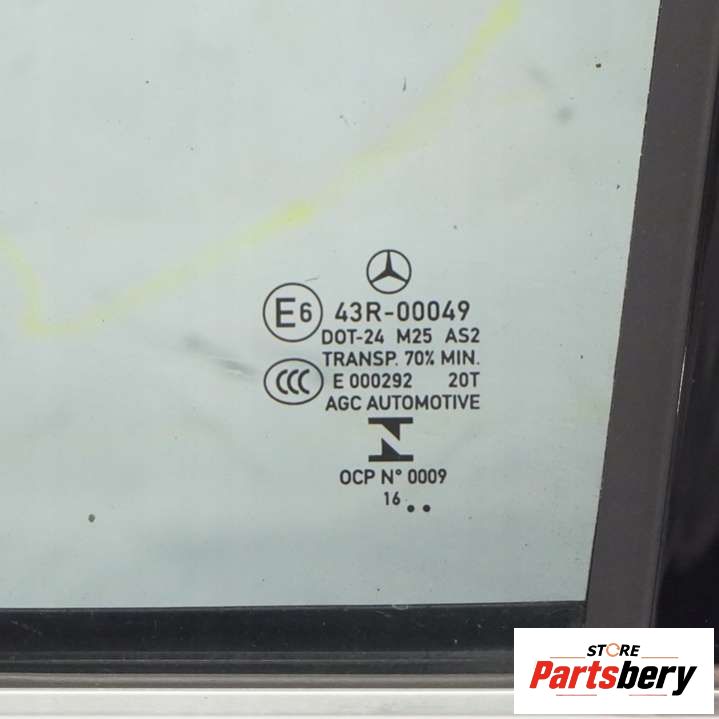 E6 43R-00049
DOT-24 M25 AS2
TRANSP. 70% MIN.
CCC E 000292 20T
AGC AUTOMOTIVE
N
OCP N° 0009
16 ..
STORE
Partsbery